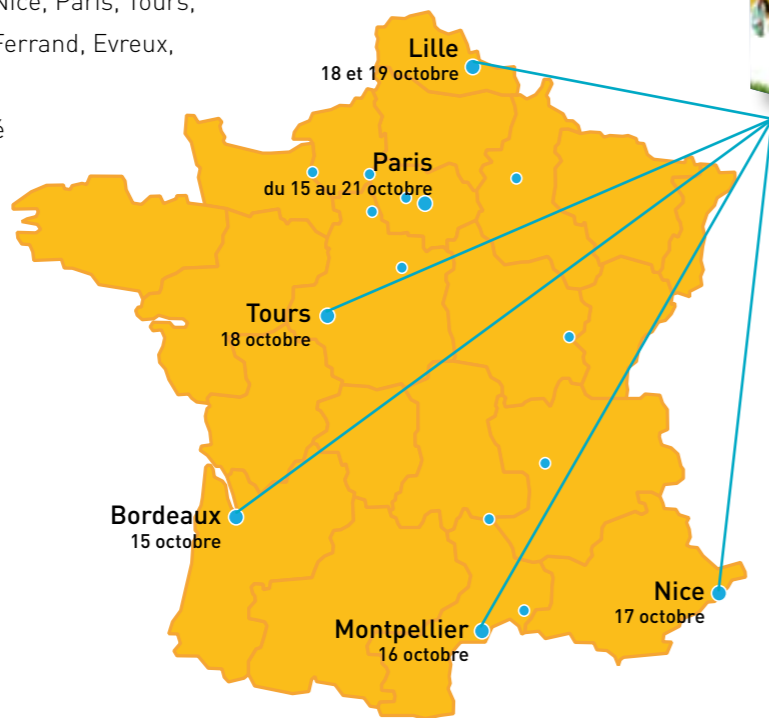 Nice, Paris, Tours,
Ferrand, Evreux,
Lille
18 et 19 octobre
Paris
du 15 au 21 octobre
Tours
18 octobre
Bordeaux
15 octobre
Nice
17 octobre
Montpellier
16 octobre